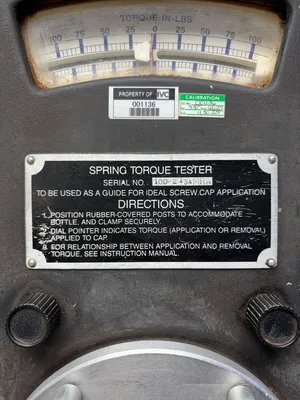 TORQUE-IN-LBS
100 75 50 25 0 25 50 75 100
PROPERTY OF IVC
001136
CALIBRATION
SPRING TORQUE TESTER
SERIAL NO.
TO BE USED AS A GUIDE FOR IDEAL SCREW CAP APPLICATION
DIRECTIONS
1. POSITION RUBBER-COVERED POSTS TO ACCOMMODATE
BOTTLE, AND CLAMP SECURELY.
2. DIAL POINTER INDICATES TORQUE (APPLICATION OR REMOVAL)
APPLIED TO CAP.
3. FOR RELATIONSHIP BETWEEN APPLICATION AND REMOVAL
TORQUE, SEE INSTRUCTION MANUAL.